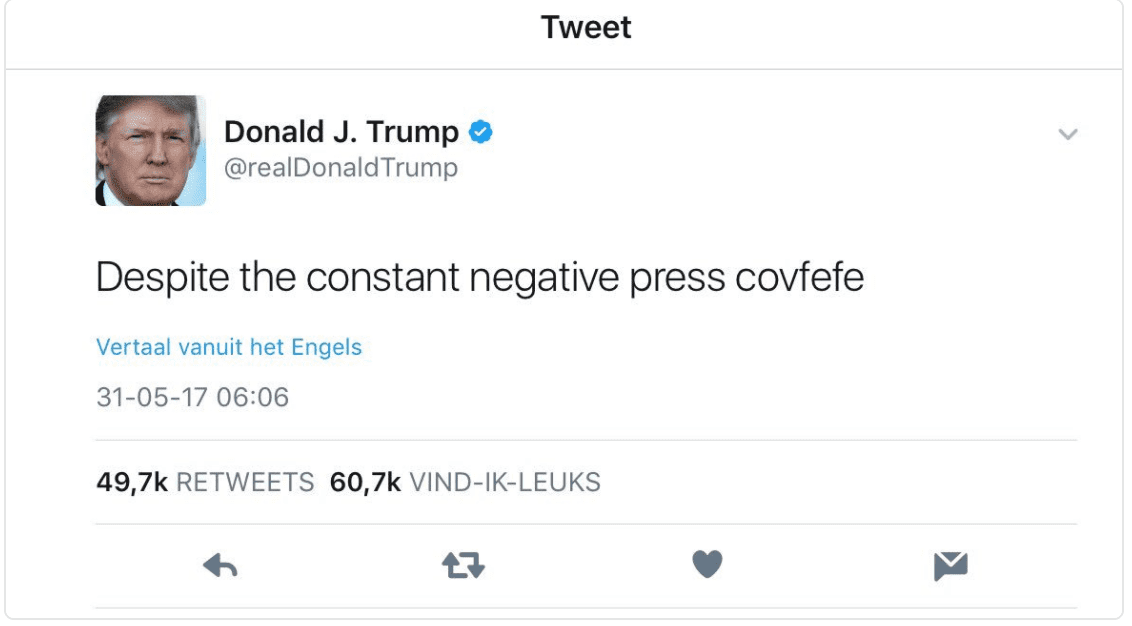 Tweet
Donald J. Trump
@realDonaldTrump
Despite the constant negative press covfefe
Vertaal vanuit het Engels
31-05-17 06:06
49,7k RETWEETS 60,7k VIND-IK-LEUKS